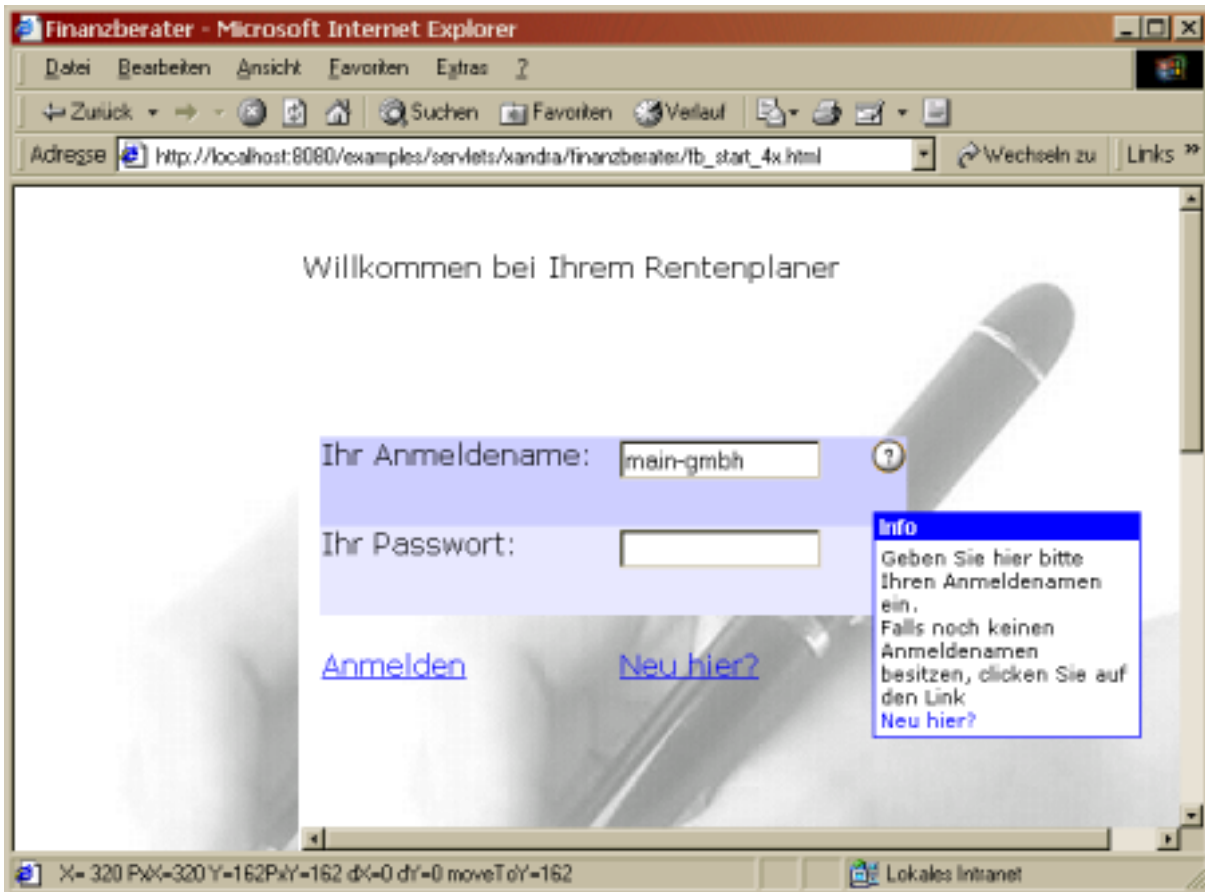 Finanzberater - Microsoft Internet Explorer
Datei Bearbeiten Ansicht Favoriten Extras ?
Zurück Suchen Favoriten Verlauf
Adresse http://localhost:8080/examples/servlets/xandra/finanzberater/fb_start_4x.html Wechseln zu Links »
Willkommen bei Ihrem Rentenplaner
Ihr Anmeldename: main-gmbh ?
Ihr Passwort:
Anmelden Neu hier?
Info
Geben Sie hier bitte
Ihren Anmeldenamen
ein.
Falls noch keinen
Anmeldenamen
besitzen, clicken Sie auf
den Link
Neu hier?
X= 320 PxX=320 Y=162PxY=162 dX=0 dY=0 moveToY=162 Lokales Intranet